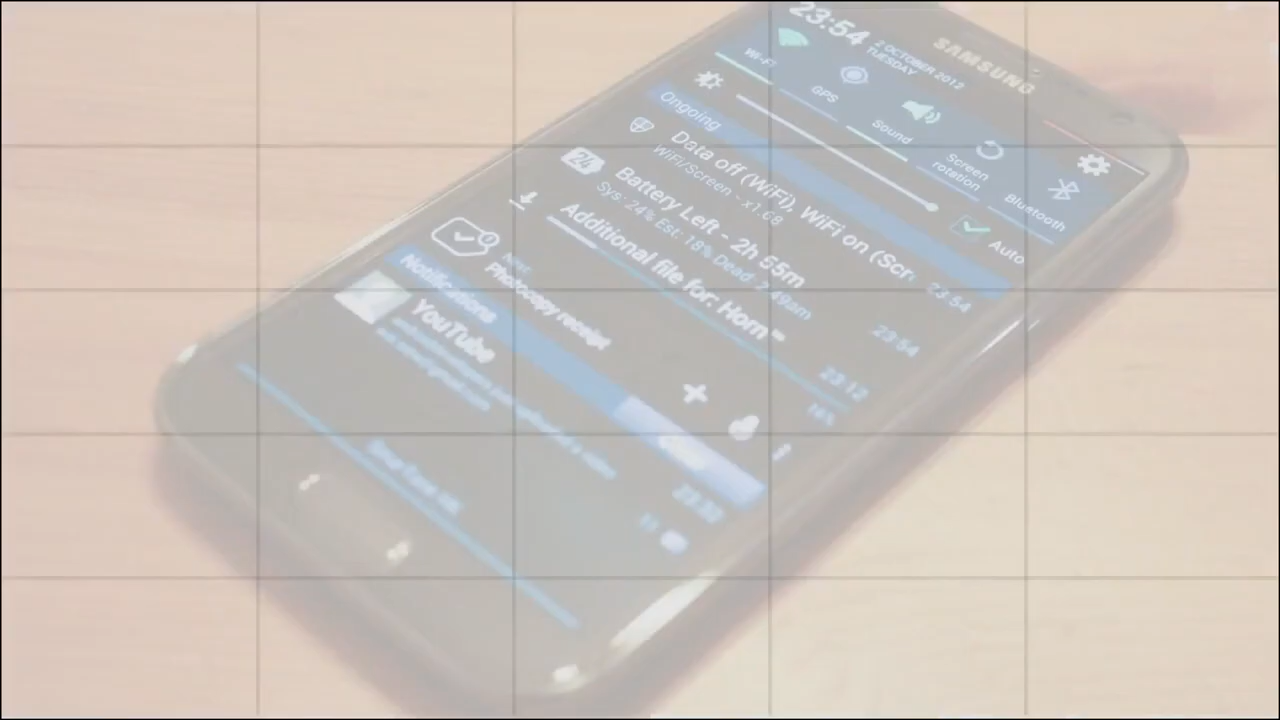 SAMSUNG
23:54
2 OCTOBER 2012
TUESDAY
Wi-Fi
GPS
Sound
Screen
rotation
Bluetooth
Auto
Ongoing
Data off (WiFi), WiFi on (Scr
WiFi/Screen - x1.68
23:54
24
Battery Left - 2h 55m
Sys: 24% Est: 18% Dead: 2:49am
23:54
Additional file for: Horn
23:12
Photocopy receipt
Notifications
YouTube